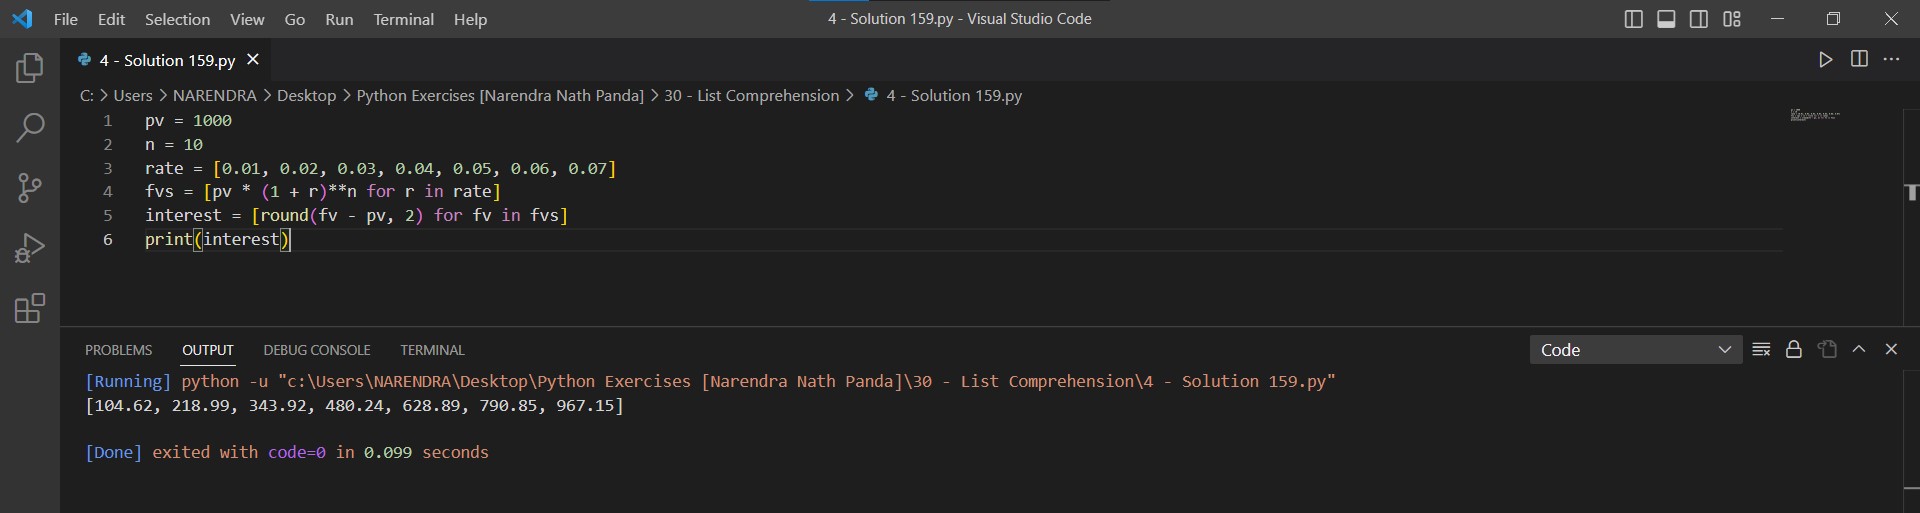 File Edit Selection View Go Run Terminal Help 4 - Solution 159.py - Visual Studio Code
4 - Solution 159.py
C: > Users > NARENDRA > Desktop > Python Exercises [Narendra Nath Panda] > 30 - List Comprehension > 4 - Solution 159.py
1 pv = 1000
2 n = 10
3 rate = [0.01, 0.02, 0.03, 0.04, 0.05, 0.06, 0.07]
4 fvs = [pv * (1 + r)**n for r in rate]
5 interest = [round(fv - pv, 2) for fv in fvs]
6 print(interest)
PROBLEMS OUTPUT DEBUG CONSOLE TERMINAL Code
[Running] python -u "c:\Users\NARENDRA\Desktop\Python Exercises [Narendra Nath Panda]\30 - List Comprehension\4 - Solution 159.py"
[104.62, 218.99, 343.92, 480.24, 628.89, 790.85, 967.15]
[Done] exited with code=0 in 0.099 seconds